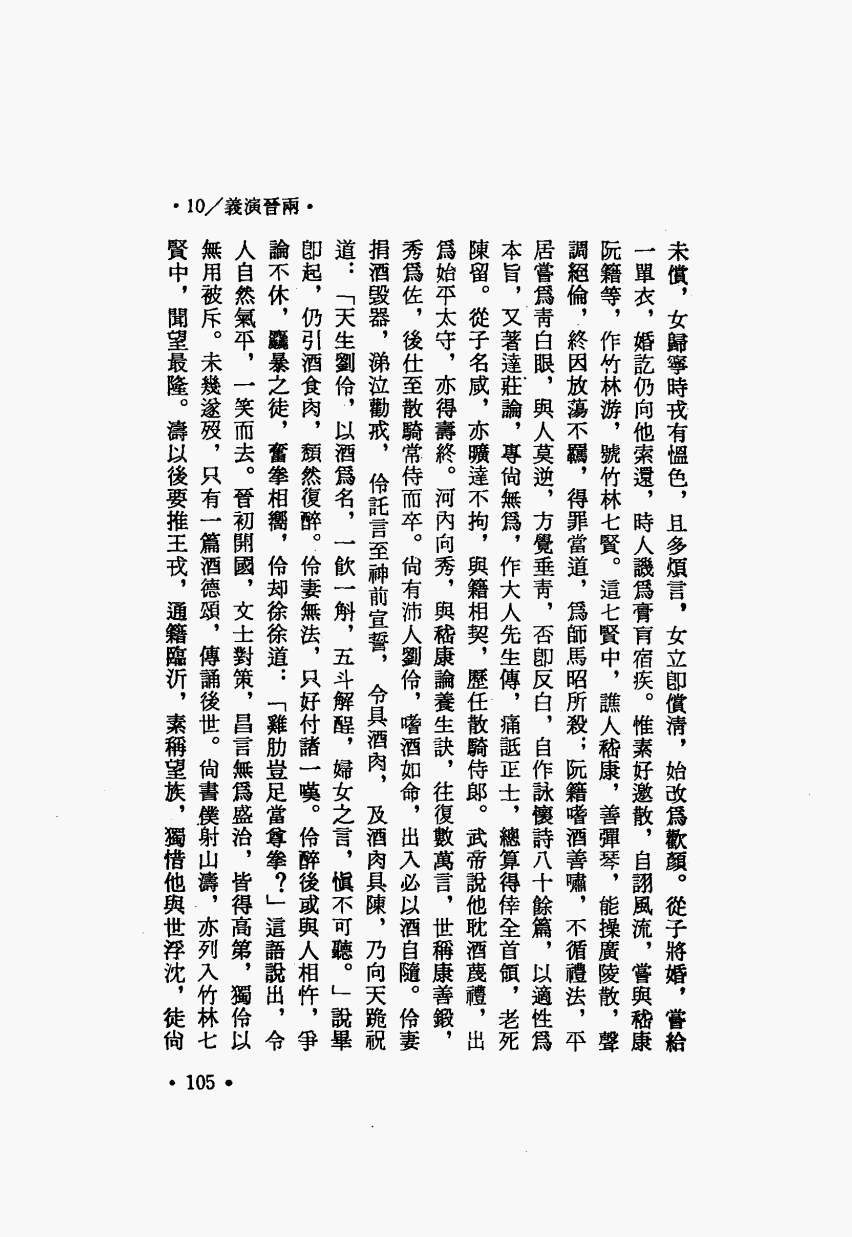 ·10／義演晉兩·
未償，女歸寧時戎有慍色，且多煩言，女立卽償清，始改爲歡顏。從子將婚，嘗給
一單衣，婚訖仍向他索還，時人譏爲膏肓宿疾。惟素好遨散，自詡風流，嘗與嵇康
阮籍等，作竹林游，號竹林七賢。這七賢中，譙人嵇康，善彈琴，能操廣陵散，聲
調絕倫，終因放蕩不羈，得罪當道，爲師馬昭所殺；阮籍嗜酒善嘯，不循禮法，平
居嘗爲靑白眼，與人莫逆，方覺垂靑，否卽反白，自作詠懷詩八十餘篇，以適性爲
本旨，又著達莊論，專尙無爲，作大人先生傳，痛詆正士，總算得倖全首領，老死
陳留。從子名咸，亦曠達不拘，與籍相契，歷任散騎侍郎。武帝說他耽酒蔑禮，出
爲始平太守，亦得壽終。河內向秀，與嵇康論養生訣，往復數萬言，世稱康善鍛，
秀爲佐，後仕至散騎常侍而卒。尙有沛人劉伶，嗜酒如命，出入必以酒自隨。伶妻
捐酒毀器，涕泣勸戒，伶託言至神前宣誓，令具酒肉，及酒肉具陳，乃向天跪祝
道：「天生劉伶，以酒爲名，一飮一斛，五斗解酲，婦女之言，愼不可聽。」說畢
卽起，仍引酒食肉，頹然復醉。伶妻無法，只好付諸一嘆。伶醉後或與人相忤，爭
論不休，麤暴之徒，奮拳相嚮，伶却徐徐道：「雞肋豈足當尊拳？」這語說出，令
人自然氣平，一笑而去。晉初開國，文士對策，昌言無爲盛治，皆得高第，獨伶以
無用被斥。未幾遂歿，只有一篇酒德頌，傳誦後世。尙書僕射山濤，亦列入竹林七
賢中，聞望最隆。濤以後要推王戎，通籍臨沂，素稱望族，獨惜他與世浮沈，徒尙
·105·